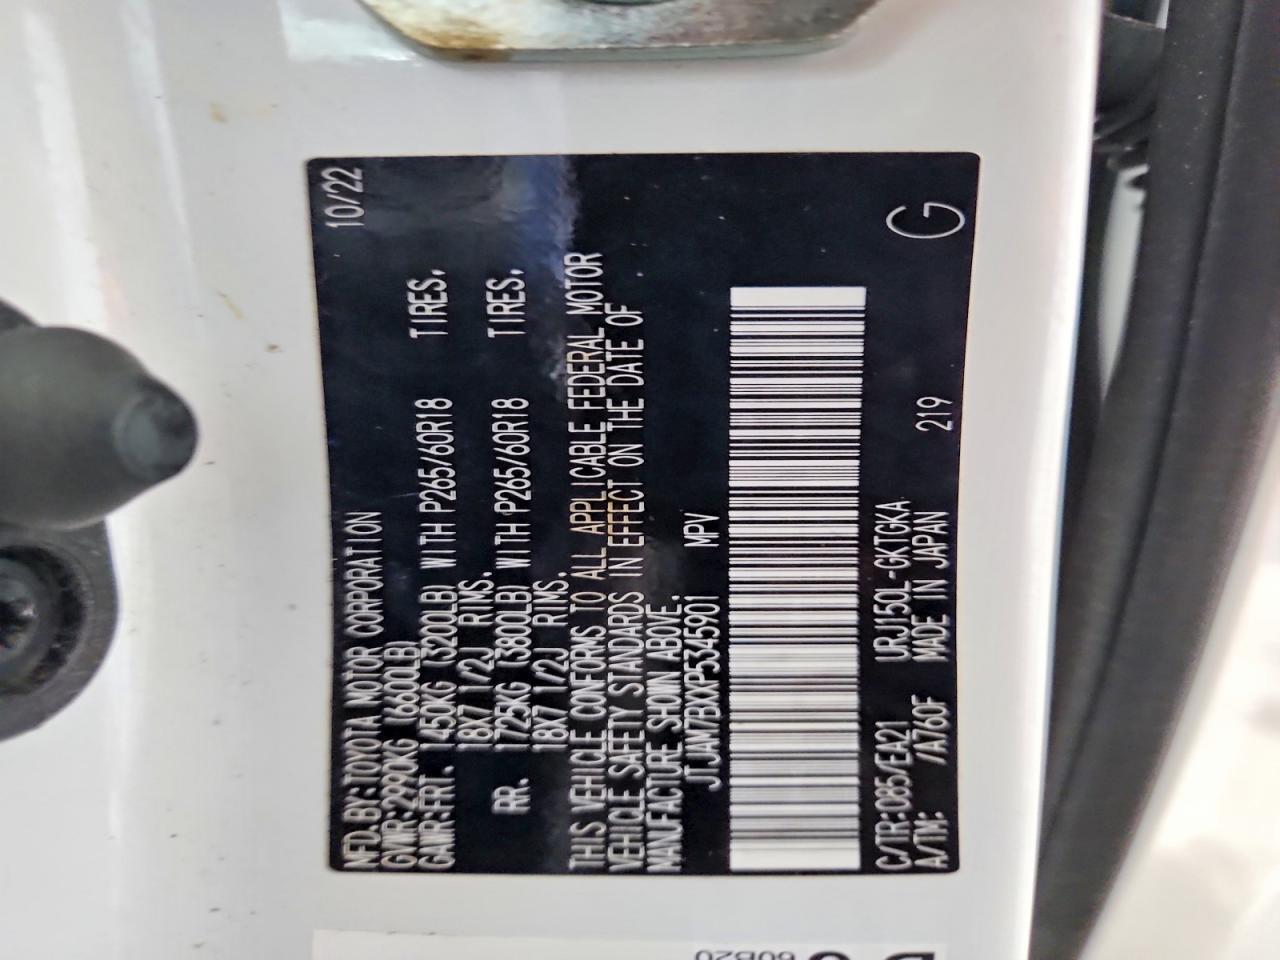 MFD.BY:TOYOTA MOTOR CORPORATION 10/22
GVWR:2990KG (6600LB)
GAWR:FRT. 1450KG (3200LB) WITH P265/60R18 TIRES,
18X7 1/2J RIMS.
RR. 1725KG (3800LB) WITH P265/60R18 TIRES,
18X7 1/2J RIMS.
THIS VEHICLE CONFORMS TO ALL APPLICABLE FEDERAL MOTOR
VEHICLE SAFETY STANDARDS IN EFFECT ON THE DATE OF
MANUFACTURE SHOWN ABOVE.
JTJAM7BXXP5345901 MPV
C/TR:085/EA21 URJ150L-GKTGKA
A/TM: /A760F MADE IN JAPAN 219 G
60B20